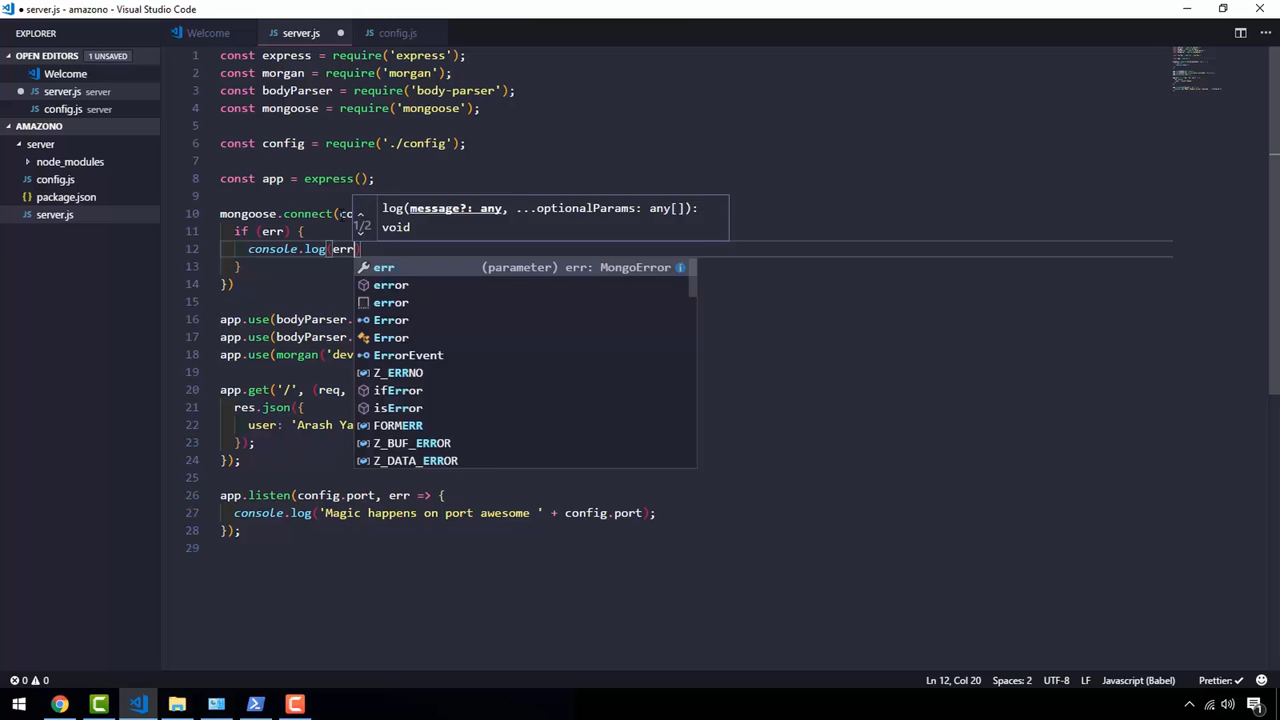 server.js - amazono - Visual Studio Code
EXPLORER
Welcome
server.js
config.js
OPEN EDITORS 1 UNSAVED
Welcome
server.js server
config.js server
AMAZONO
server
node_modules
config.js
package.json
server.js
1 const express = require('express');
2 const morgan = require('morgan');
3 const bodyParser = require('body-parser');
4 const mongoose = require('mongoose');
5
6 const config = require('./config');
7
8 const app = express();
9
10 mongoose.connect(co
11 if (err) {
12 console.log(err)
13 }
14 })
15
16 app.use(bodyParser.
17 app.use(bodyParser.
18 app.use(morgan('dev
19
20 app.get('/', (req,
21 res.json({
22 user: 'Arash Ya
23 });
24 });
25
26 app.listen(config.port, err => {
27 console.log('Magic happens on port awesome ' + config.port);
28 });
29
1/2
log(message?: any, ...optionalParams: any[]):
void
err (parameter) err: MongoError
error
error
Error
Error
ErrorEvent
Z_ERRNO
ifError
isError
FORMERR
Z_BUF_ERROR
Z_DATA_ERROR
0 0
Ln 12, Col 20 Spaces: 2 UTF-8 LF Javascript (Babel) Prettier: ✓
1